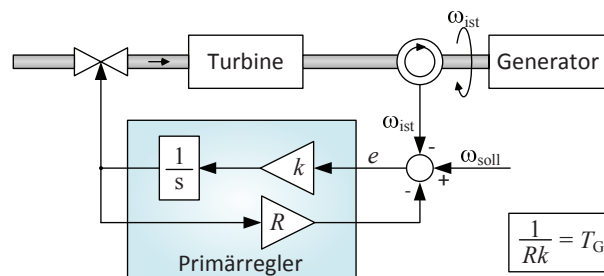 ω_ist
Turbine
Generator
ω_ist
-
1/s
k
e
ω_soll
+
-
R
1/(Rk) = T_G
Primärregler